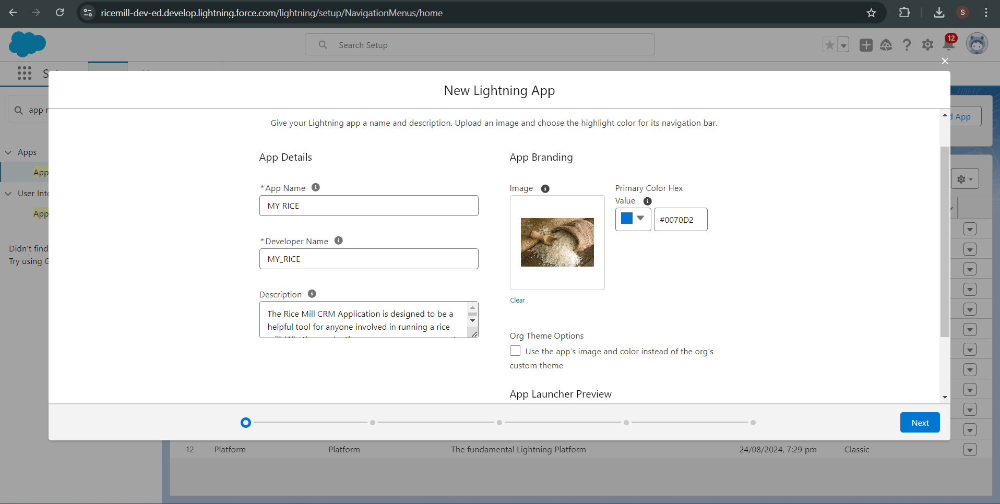 ricemill-dev-ed.develop.lightning.force.com/lightning/setup/NavigationMenus/home
S
Search Setup
12
New Lightning App
app
App
Give your Lightning app a name and description. Upload an image and choose the highlight color for its navigation bar.
Apps
App
User Inte
App
Didn't find
Try using G
App Details
* App Name
MY RICE
* Developer Name
MY_RICE
Description
The Rice Mill CRM Application is designed to be a
helpful tool for anyone involved in running a rice
App Branding
Image
Clear
Primary Color Hex
Value
#0070D2
Org Theme Options
Use the app's image and color instead of the org's
custom theme
App Launcher Preview
Next
12 Platform Platform The fundamental Lightning Platform 24/08/2024, 7:29 pm Classic